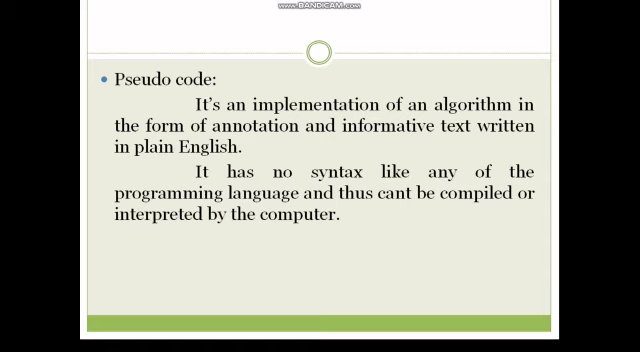 www.BANDICAM.com
Pseudo code:
It's an implementation of an algorithm in
the form of annotation and informative text written
in plain English.
It has no syntax like any of the
programming language and thus cant be compiled or
interpreted by the computer.